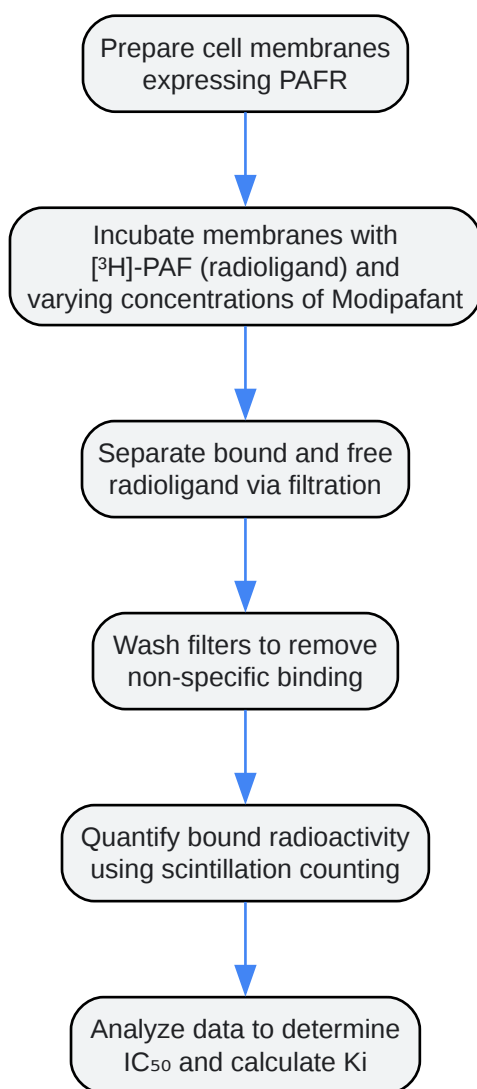 Prepare cell membranes
expressing PAFR
Incubate membranes with
[³H]-PAF (radioligand) and
varying concentrations of Modipafant
Separate bound and free
radioligand via filtration
Wash filters to remove
non-specific binding
Quantify bound radioactivity
using scintillation counting
Analyze data to determine
IC₅₀ and calculate Ki